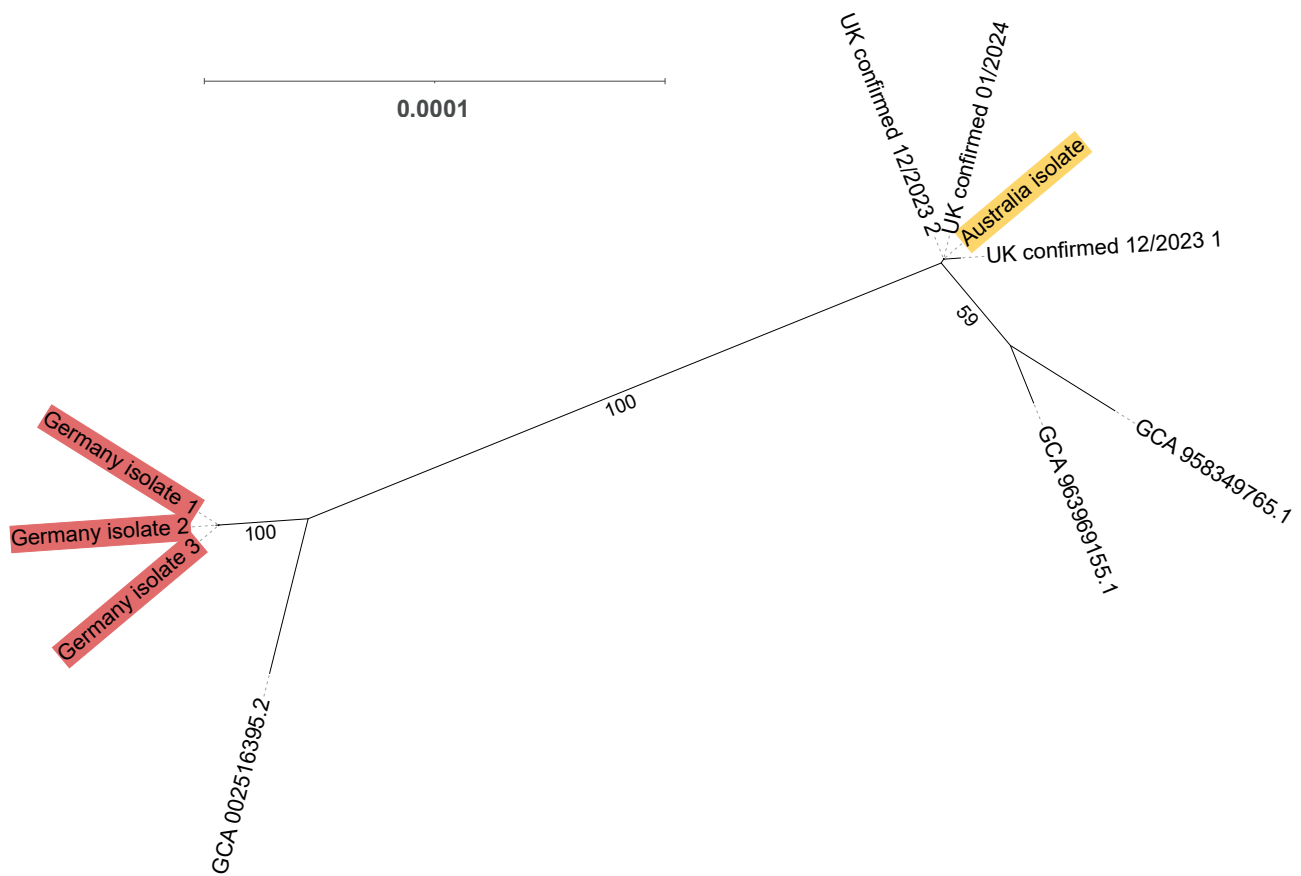 0.0001
UK confirmed 12/2023 2
UK confirmed 01/2024
Australia isolate
UK confirmed 12/2023 1
59
100
GCA 958349765.1
GCA 963969155.1
Germany isolate 1
Germany isolate 2
100
Germany isolate 3
GCA 002516395.2